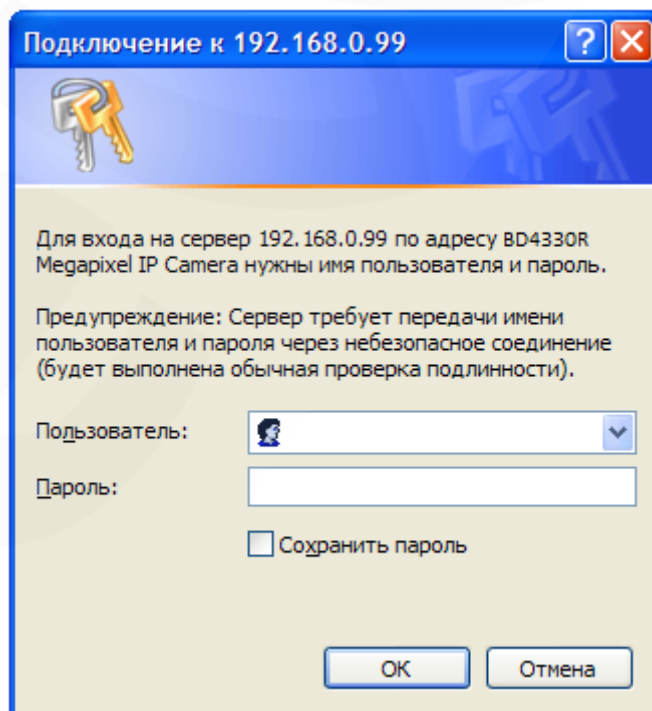 Подключение к 192.168.0.99
Для входа на сервер 192.168.0.99 по адресу BD4330R
Megapixel IP Camera нужны имя пользователя и пароль.
Предупреждение: Сервер требует передачи имени
пользователя и пароля через небезопасное соединение
(будет выполнена обычная проверка подлинности).
Пользователь:
Пароль:
Сохранить пароль
ОК
Отмена